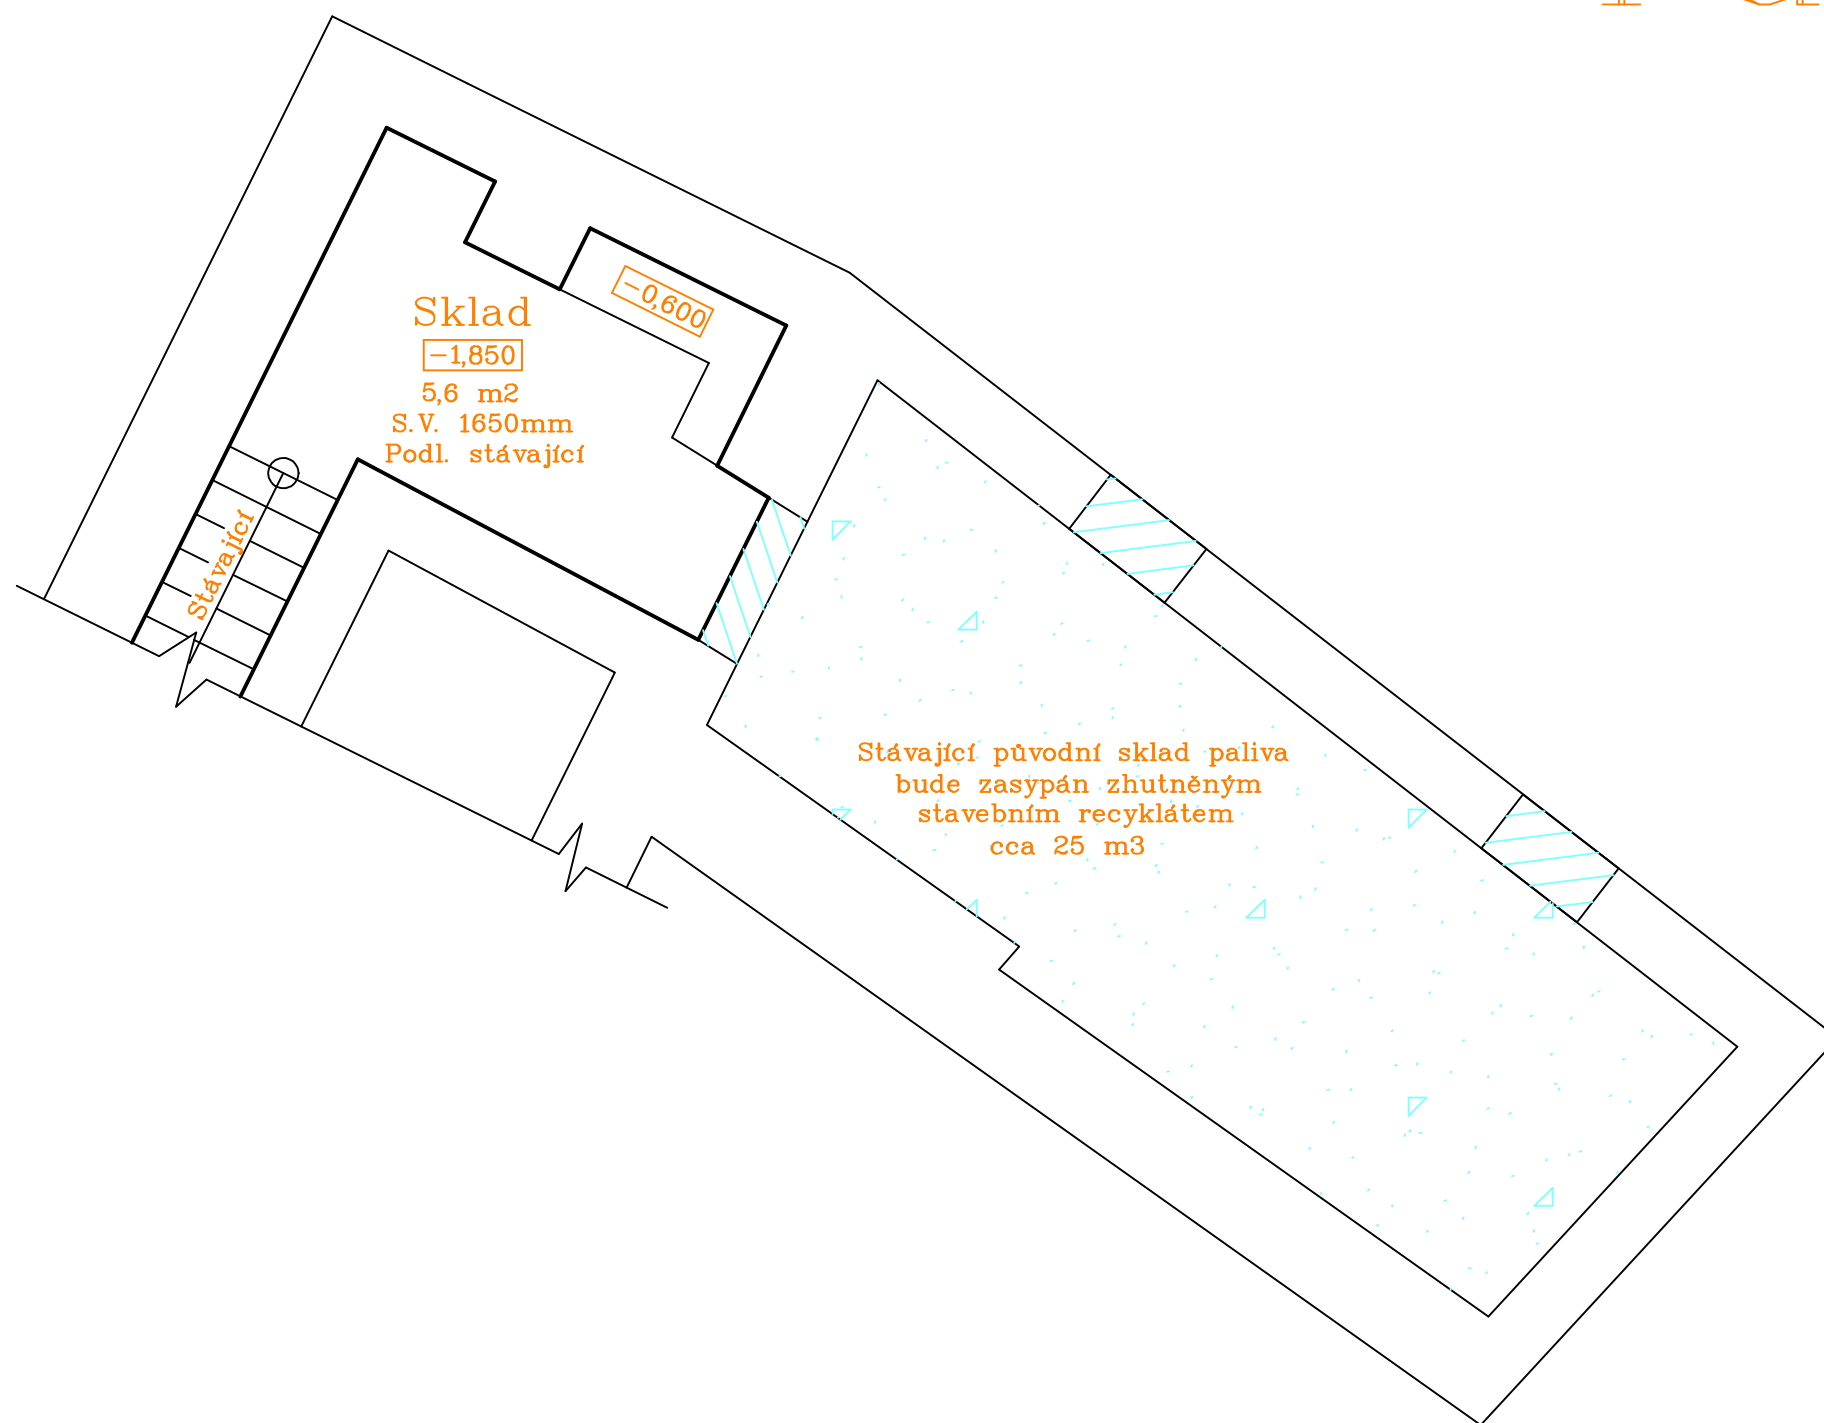 Sklad
-1,850
5,6 m2
S.V. 1650mm
Podl. stávající
-0,600
Stávající
Stávající původní sklad paliva
bude zasypán zhutněným
stavebním recyklátem
cca 25 m3